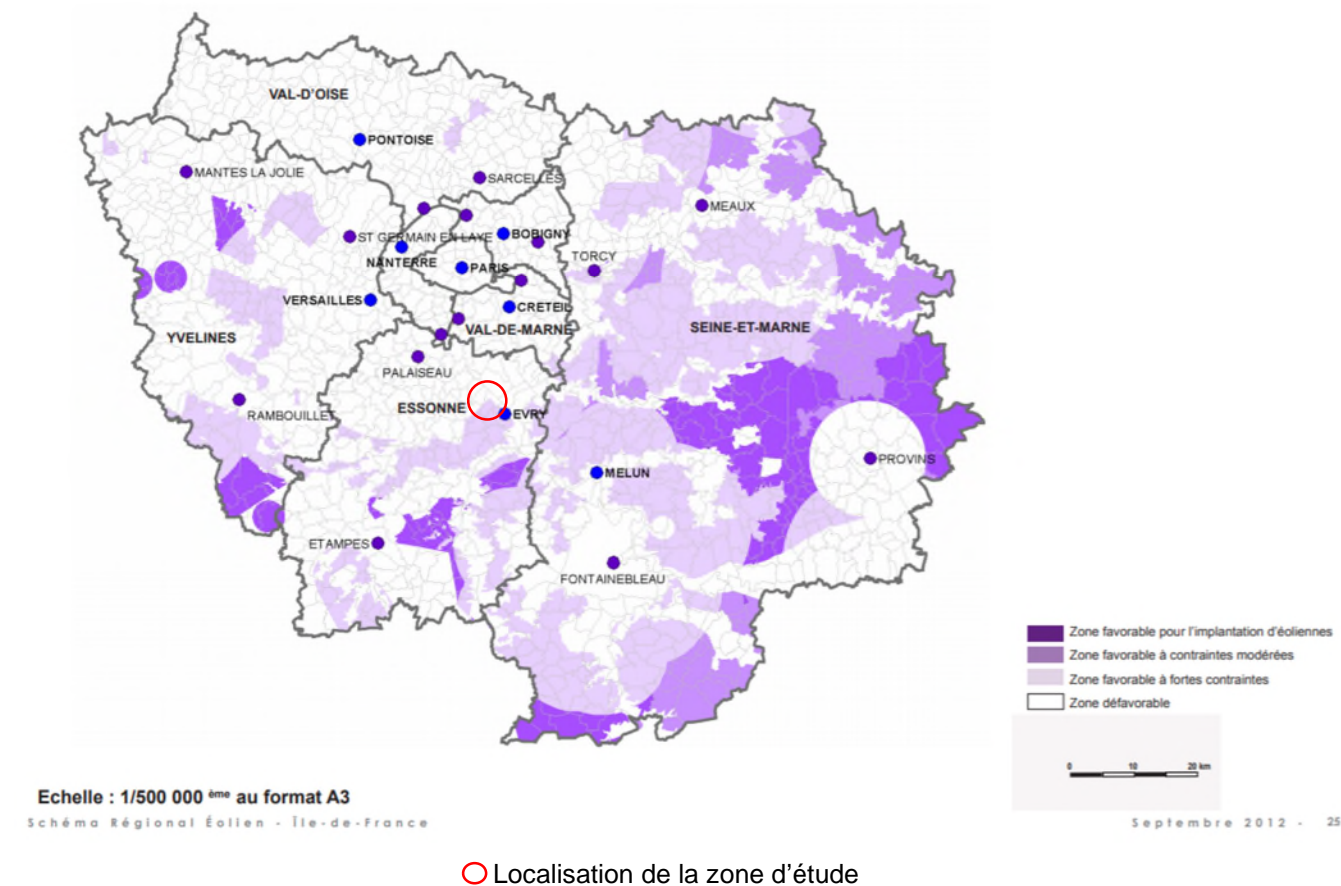 VAL-D'OISE
PONTOISE
MANTES LA JOLIE
SARCELLES
MEAUX
ST GERMAIN EN LAYE
BOBIGNY
NANTERRE
PARIS
TORCY
VERSAILLES
CRETEIL
VAL-DE-MARNE
SEINE-ET-MARNE
YVELINES
PALAISEAU
ESSONNE
EVRY
RAMBOUILLET
PROVINS
MELUN
ETAMPES
FONTAINEBLEAU
Zone favorable pour l'implantation d'éoliennes
Zone favorable à contraintes modérées
Zone favorable à fortes contraintes
Zone défavorable
0 10 20 km
Echelle : 1/500 000 ème au format A3
Schéma Régional Éolien - Île-de-France
Septembre 2012 - 25
Localisation de la zone d'étude